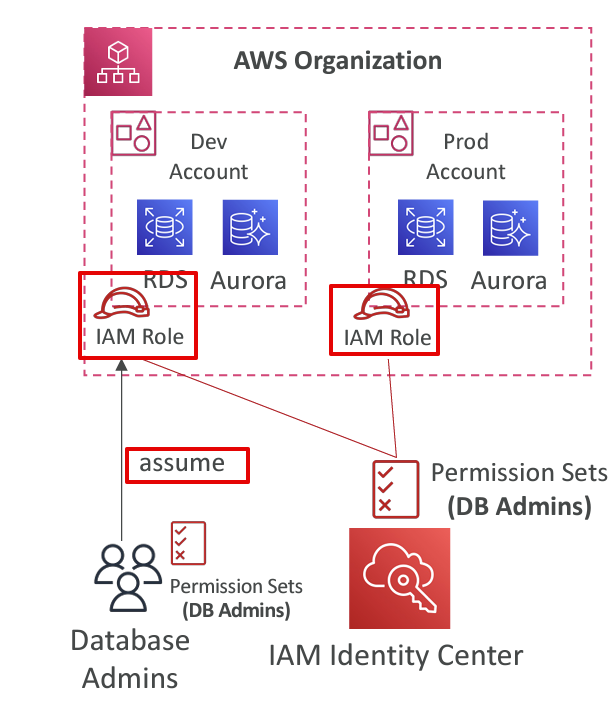 AWS Organization
Dev
Account
Prod
Account
RDS
Aurora
RDS
Aurora
IAM Role
IAM Role
assume
Permission Sets
(DB Admins)
Permission Sets
(DB Admins)
Database
Admins
IAM Identity Center